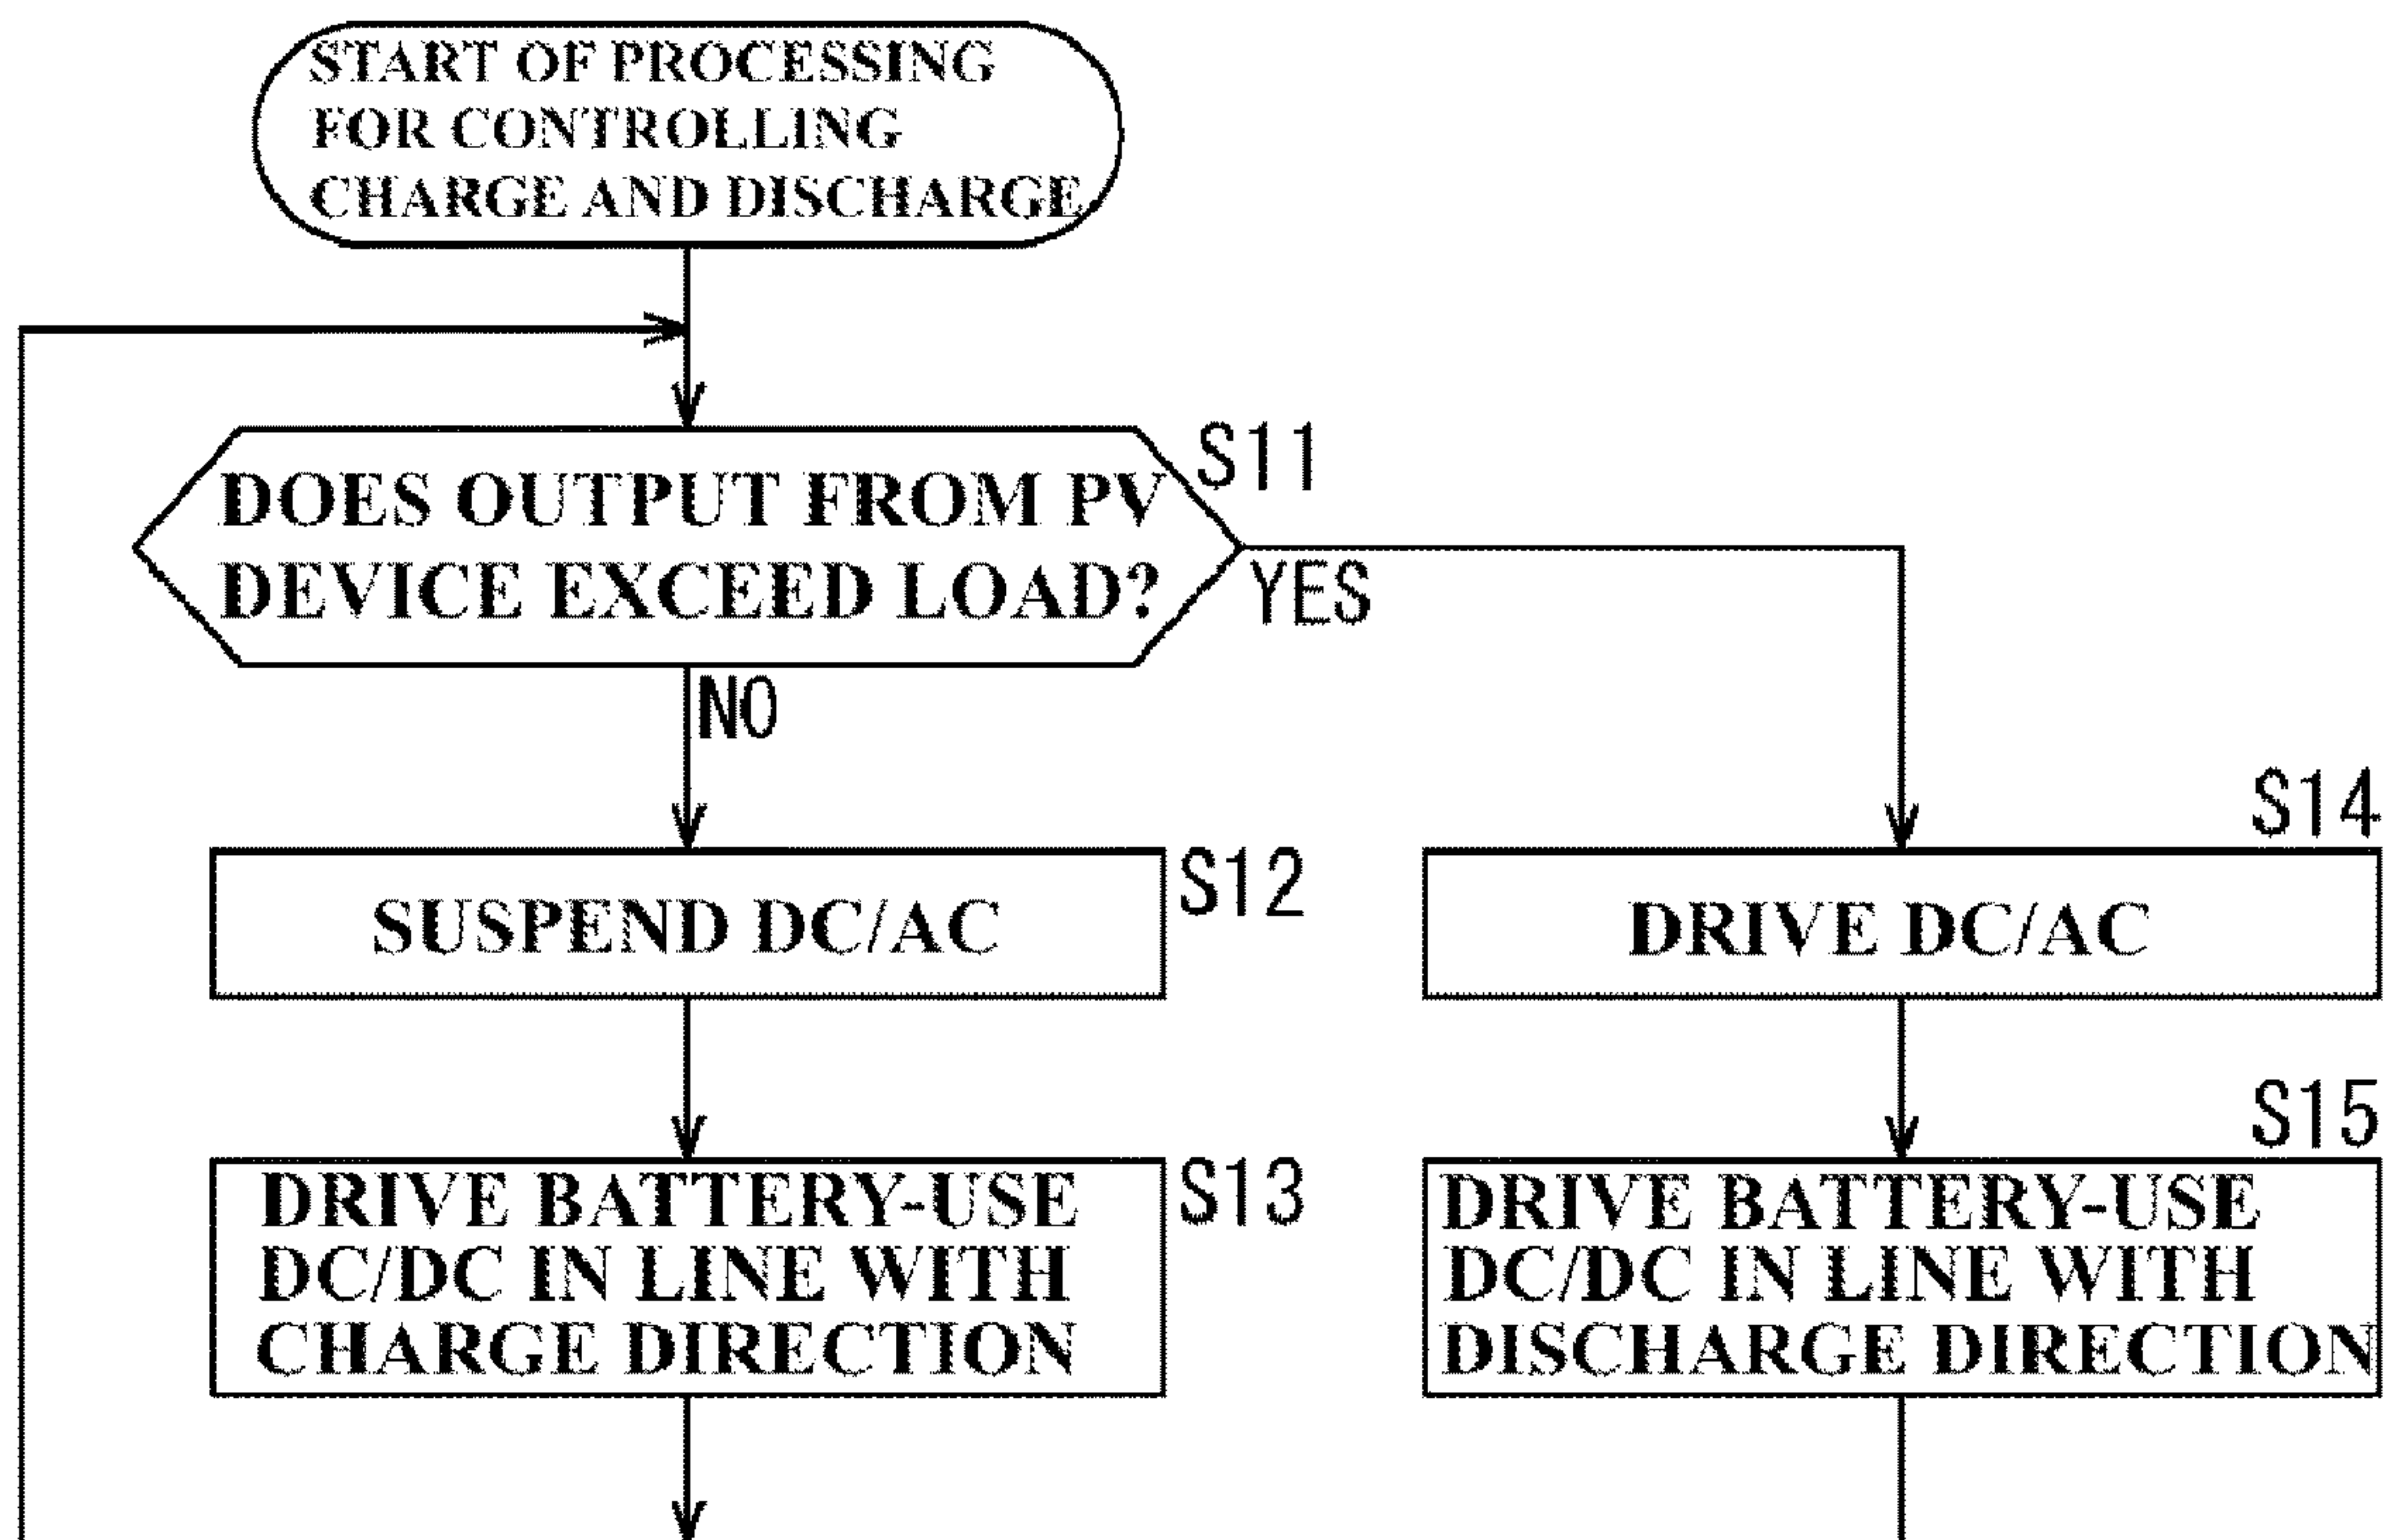 START OF PROCESSING
FOR CONTROLLING
CHARGE AND DISCHARGE
S11
DOES OUTPUT FROM PV
DEVICE EXCEED LOAD?
YES
NO
S12
SUSPEND DC/AC
S14
DRIVE DC/AC
S13
DRIVE BATTERY-USE
DC/DC IN LINE WITH
CHARGE DIRECTION
S15
DRIVE BATTERY-USE
DC/DC IN LINE WITH
DISCHARGE DIRECTION